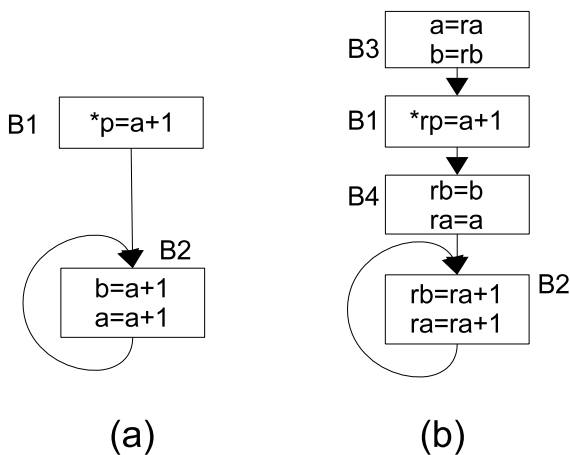 B1
*p=a+1
B2
b=a+1
a=a+1
(a)
B3
a=ra
b=rb
B1
*rp=a+1
B4
rb=b
ra=a
B2
rb=ra+1
ra=ra+1
(b)